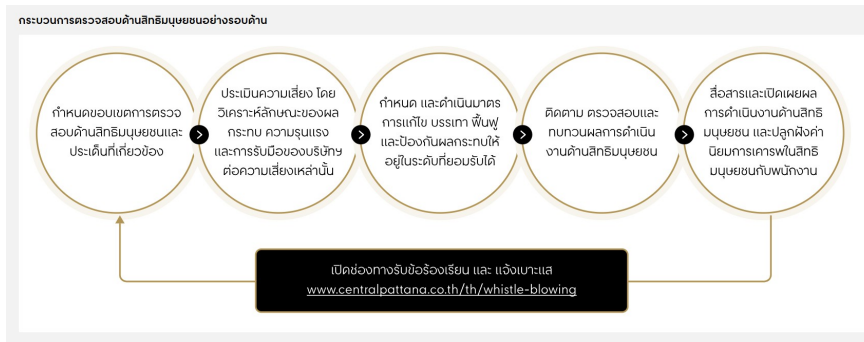 กระบวนการตรวจสอบด้านสิทธิมนุษยชนอย่างรอบด้าน
กำหนดขอบเขตการตรวจ
สอบด้านสิทธิมนุษยชนและ
ประเด็นที่เกี่ยวข้อง
ประเมินความเสี่ยง โดย
วิเคราะห์ลักษณะของผล
กระทบ ความรุนแรง
และการรับมือของบริษัทฯ
ต่อความเสี่ยงเหล่านั้น
กำหนด และดำเนินมาตร
การแก้ไข บรรเทา ฟื้นฟู
และป้องกันผลกระทบให้
อยู่ในระดับที่ยอมรับได้
ติดตาม ตรวจสอบและ
ทบทวนผลการดำเนิน
งานด้านสิทธิมนุษยชน
สื่อสารและเปิดเผยผล
การดำเนินงานด้านสิทธิ
มนุษยชน และปลูกฝังค่า
นิยมการเคารพในสิทธิ
มนุษยชนกับพนักงาน
เปิดช่องทางรับข้อร้องเรียน และ แจ้งเบาะแส
www.centralpattana.co.th/th/whistle-blowing